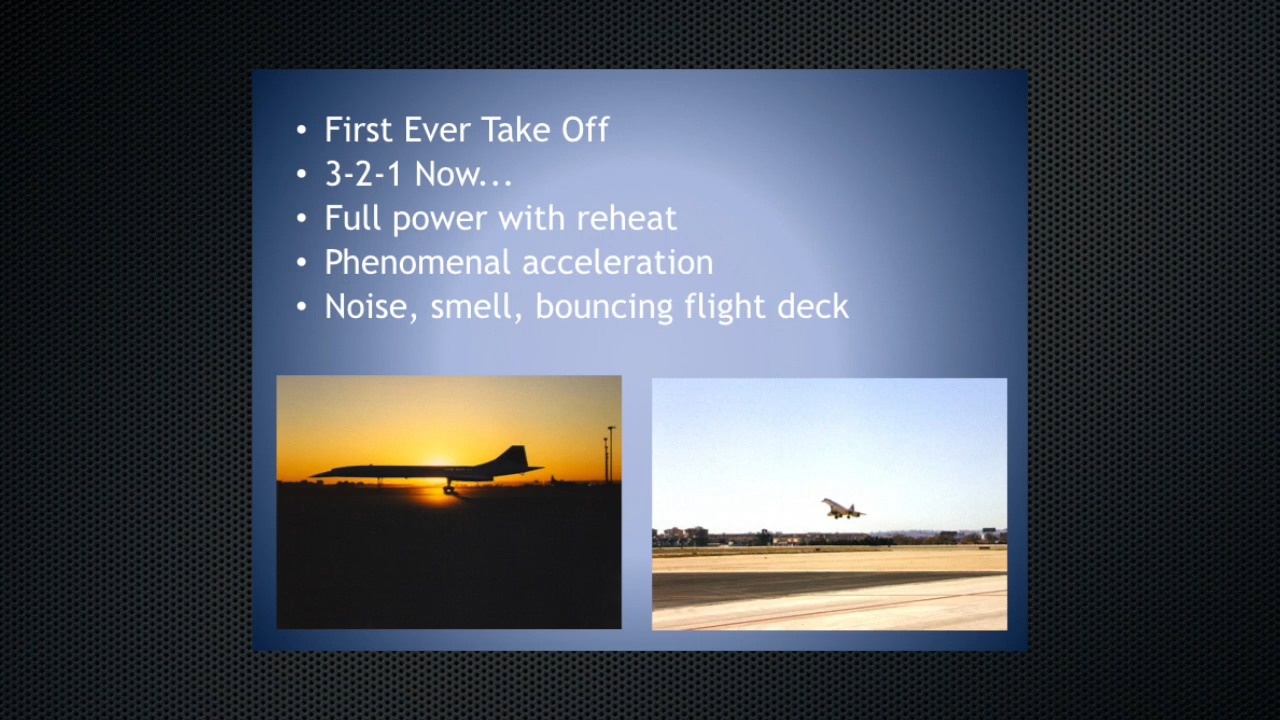 • First Ever Take Off
• 3-2-1 Now...
• Full power with reheat
• Phenomenal acceleration
• Noise, smell, bouncing flight deck